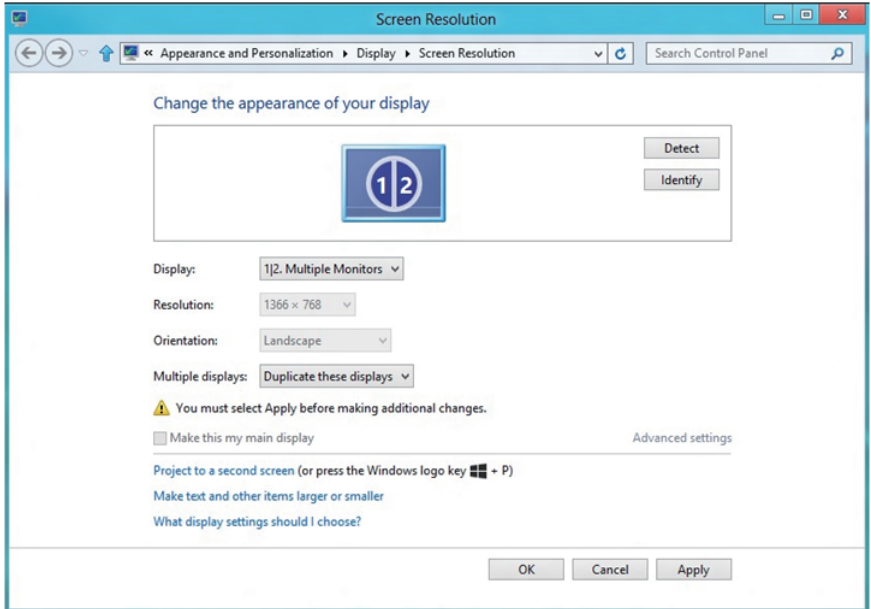 Screen Resolution
« Appearance and Personalization Display Screen Resolution Search Control Panel
Change the appearance of your display
1 2
Detect
Identify
Display: 1|2. Multiple Monitors
Resolution: 1366 × 768
Orientation: Landscape
Multiple displays: Duplicate these displays
You must select Apply before making additional changes.
Make this my main display Advanced settings
Project to a second screen (or press the Windows logo key + P)
Make text and other items larger or smaller
What display settings should I choose?
OK Cancel Apply